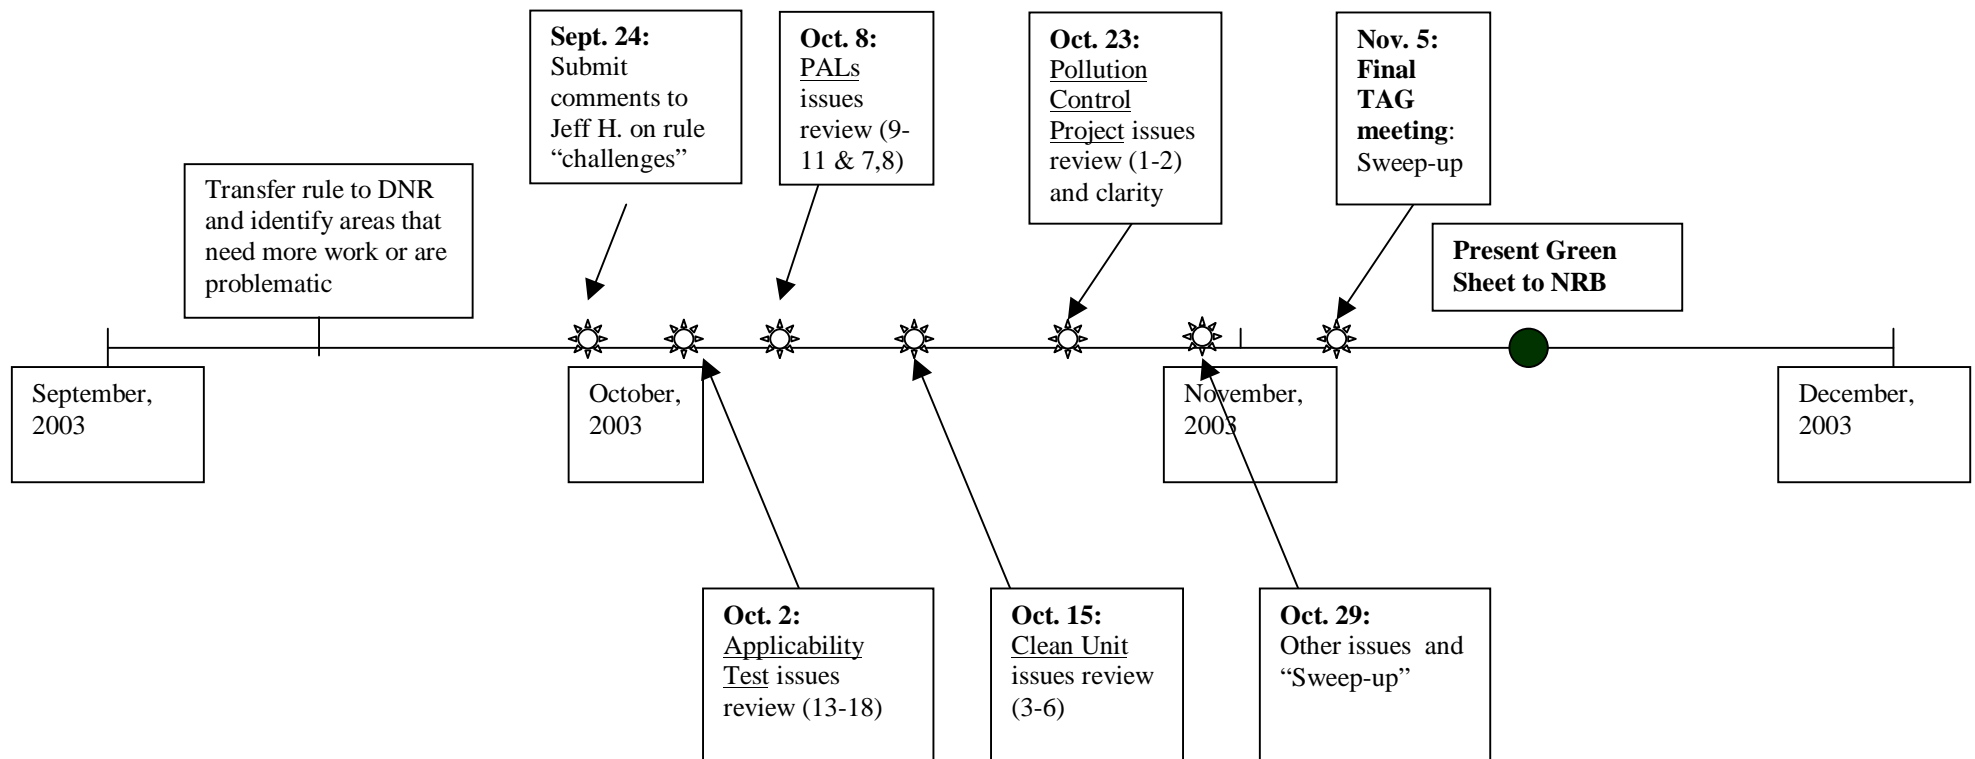 Sept. 24:
Submit
comments to
Jeff H. on rule
“challenges”
Oct. 8:
PALs
issues
review (9-
11 & 7,8)
Oct. 23:
Pollution
Control
Project issues
review (1-2)
and clarity
Nov. 5:
Final
TAG
meeting:
Sweep-up
Transfer rule to DNR
and identify areas that
need more work or are
problematic
Present Green
Sheet to NRB
September,
2003
October,
2003
November,
2003
December,
2003
Oct. 2:
Applicability
Test issues
review (13-18)
Oct. 15:
Clean Unit
issues review
(3-6)
Oct. 29:
Other issues  and
“Sweep-up”